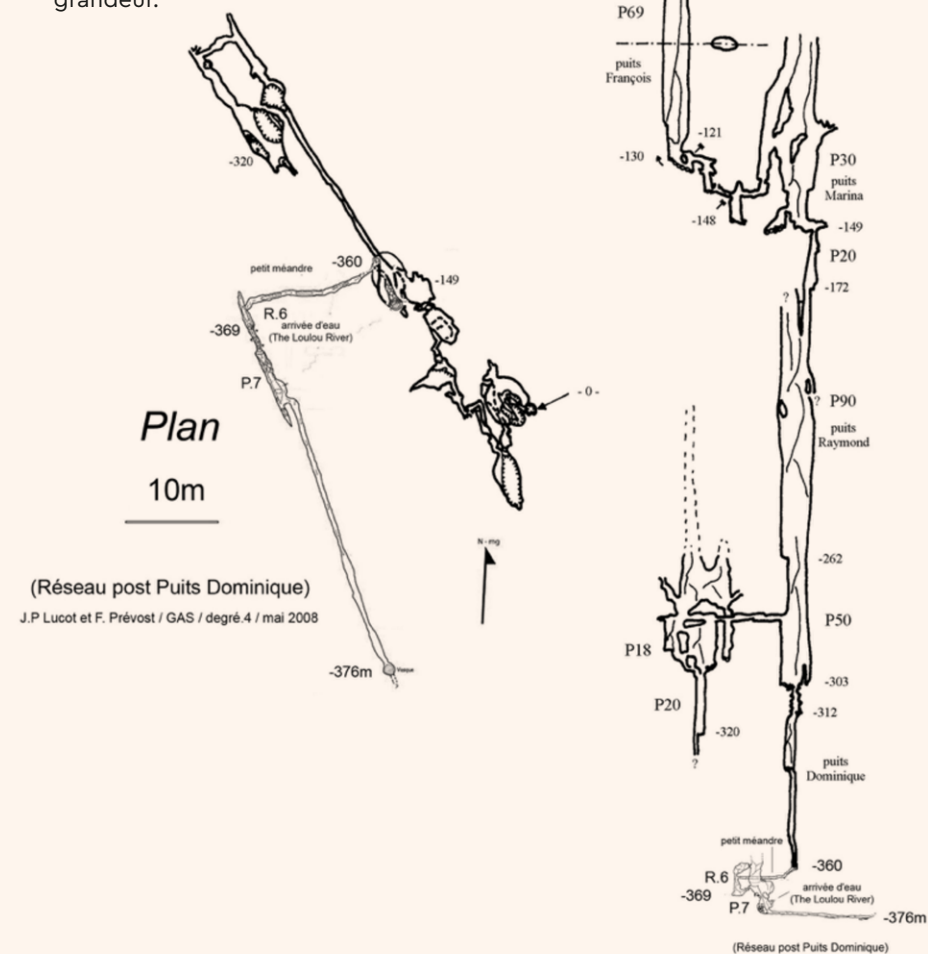 grandeur.
-320
-360
petit méandre
-149
R.6
-369
arrivée d'eau
(The Loulou River)
P.7
- 0 -
Plan
10m
N-mg
(Réseau post Puits Dominique)
J.P Lucot et F. Prévost / GAS / degré.4 / mai 2008
-376m
Vasque
P69
puits
François
-121
-130
-148
P30
puits
Marina
-149
P20
-172
?
?
P90
puits
Raymond
-262
P50
P18
-303
P20
-312
-320
?
puits
Dominique
petit méandre
-360
R.6
-369
arrivée d'eau
(The Loulou River)
P.7
-376m
(Réseau post Puits Dominique)